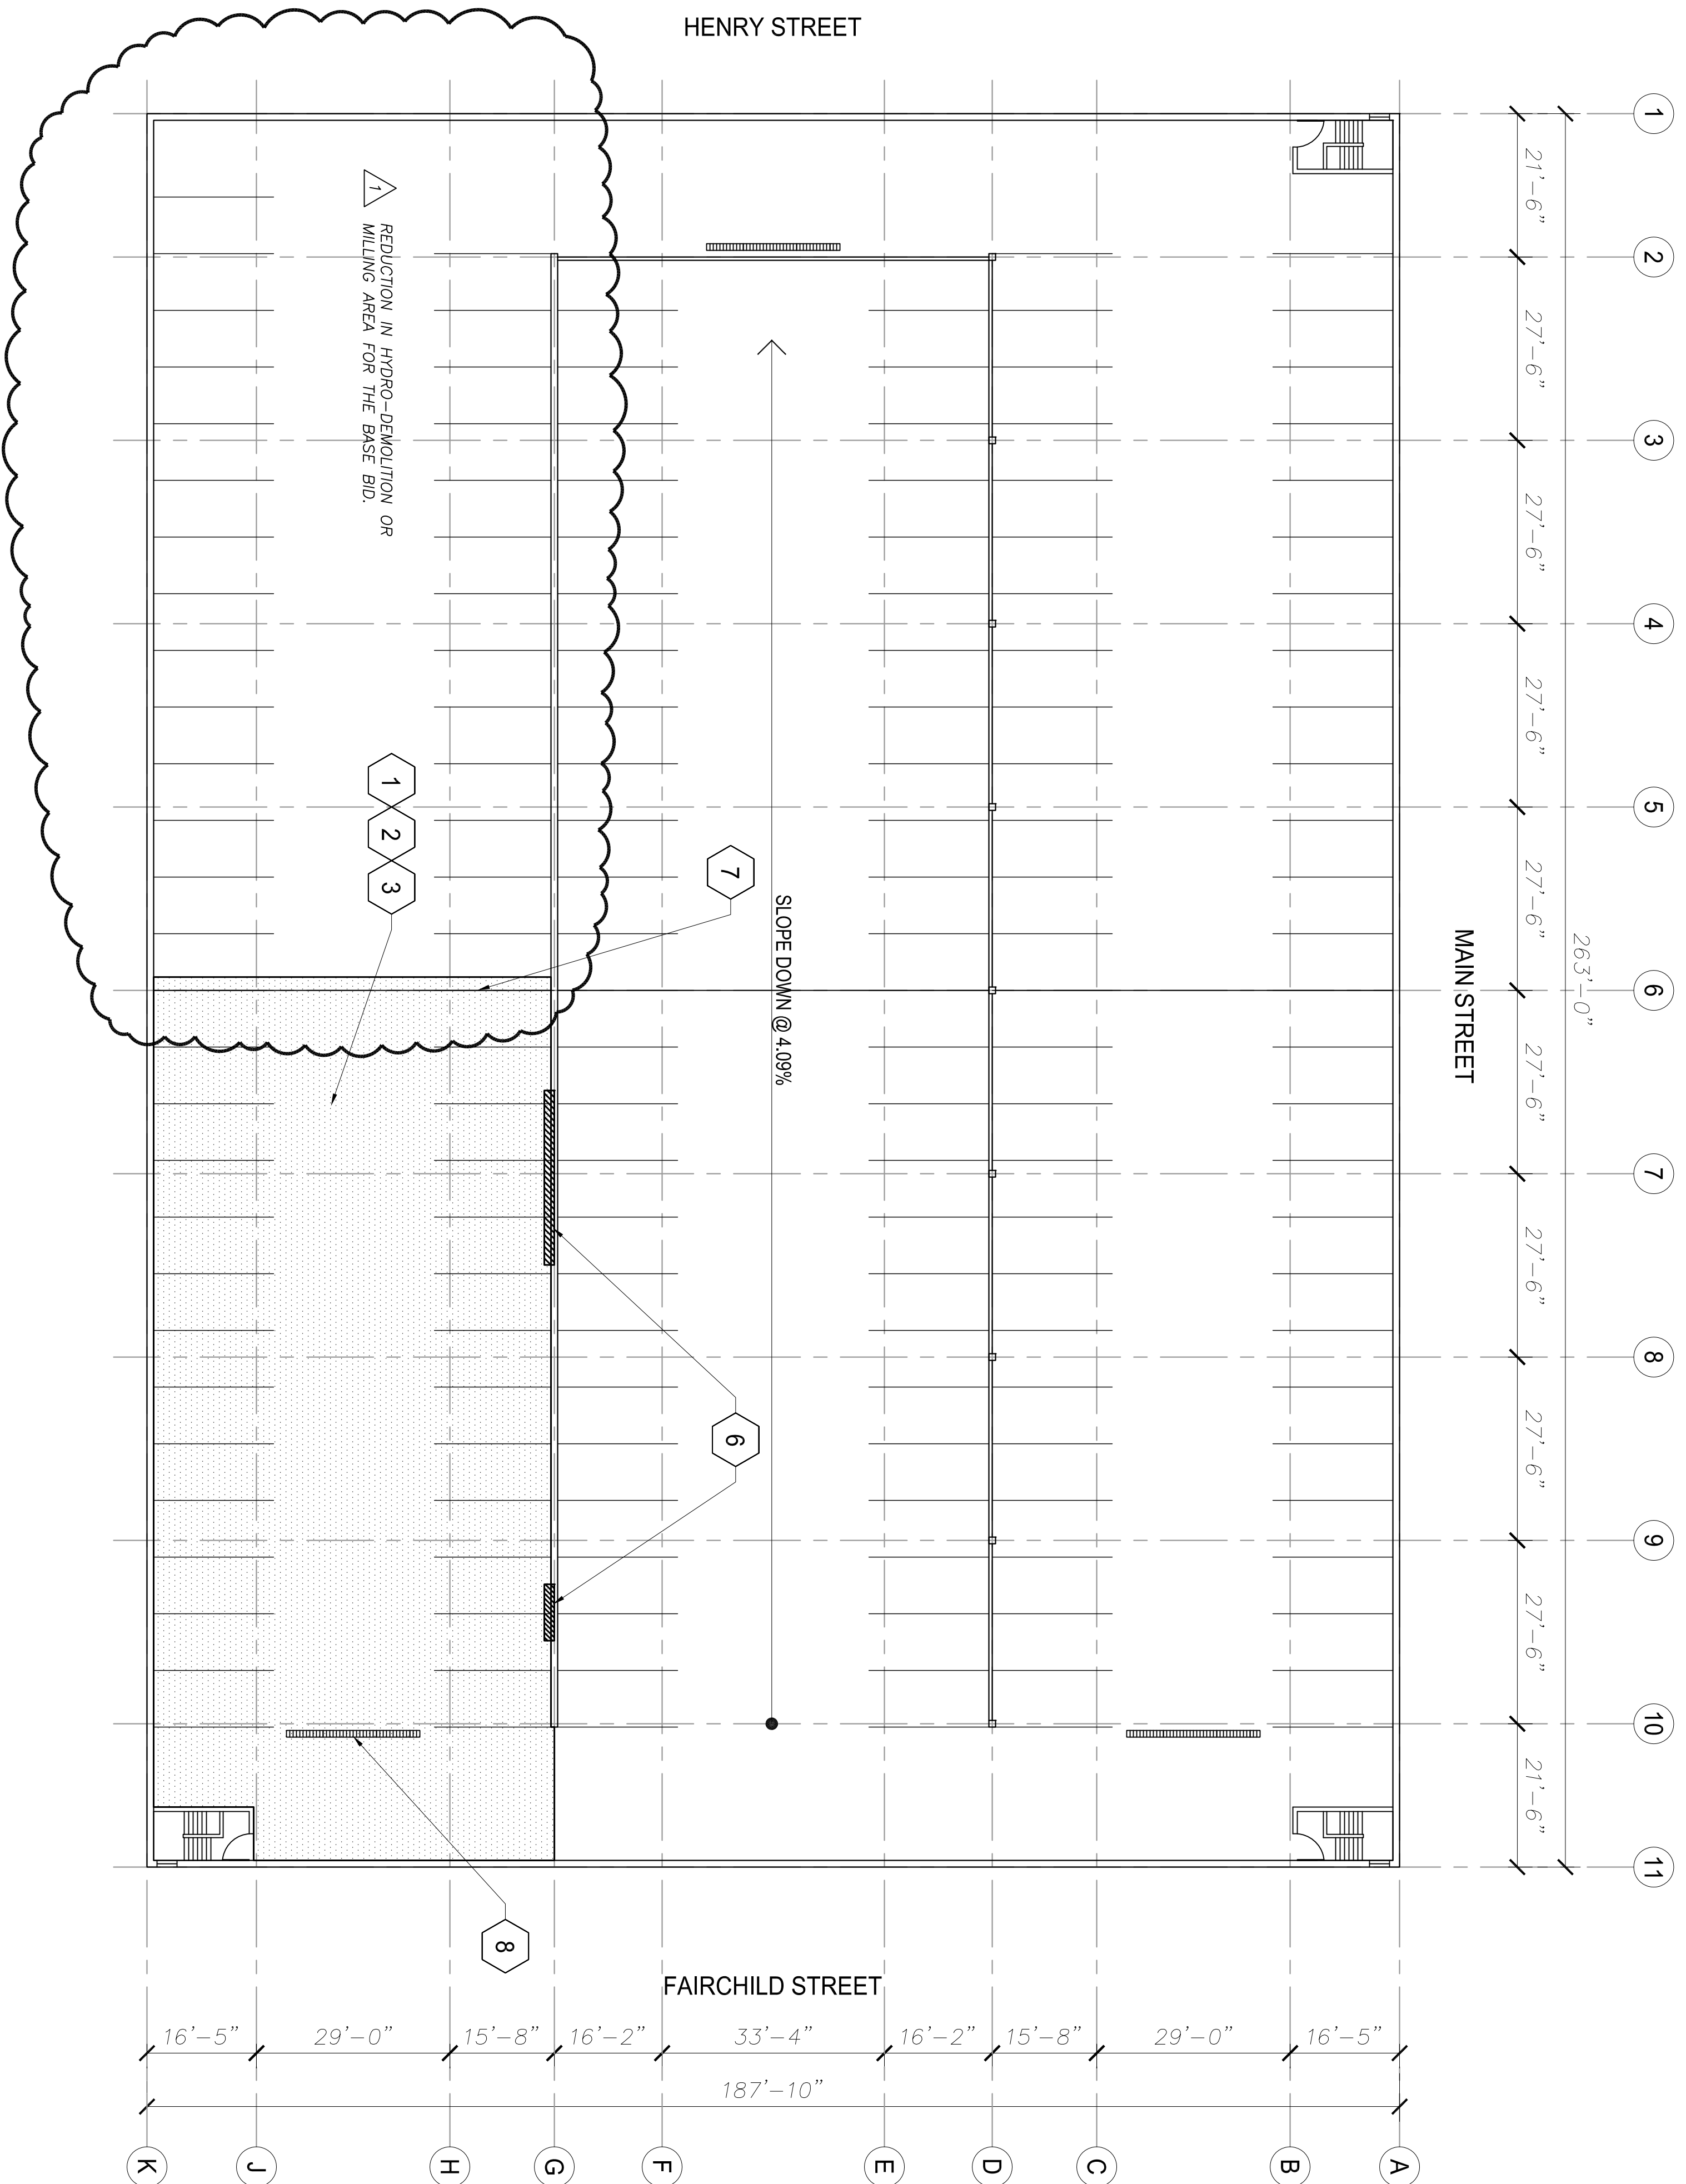 HENRY STREET
1
2
3
4
5
6
7
8
9
10
11
21'-6"
27'-6"
27'-6"
27'-6"
27'-6"
27'-6"
27'-6"
27'-6"
27'-6"
21'-6"
263'-0"
MAIN STREET
1
REDUCTION IN HYDRO-DEMOLITION OR
MILLING AREA FOR THE BASE BID.
1
2
3
7
SLOPE DOWN @ 4.09%
6
8
FAIRCHILD STREET
16'-5"
29'-0"
15'-8"
16'-2"
33'-4"
16'-2"
15'-8"
29'-0"
16'-5"
187'-10"
K
J
H
G
F
E
D
C
B
A